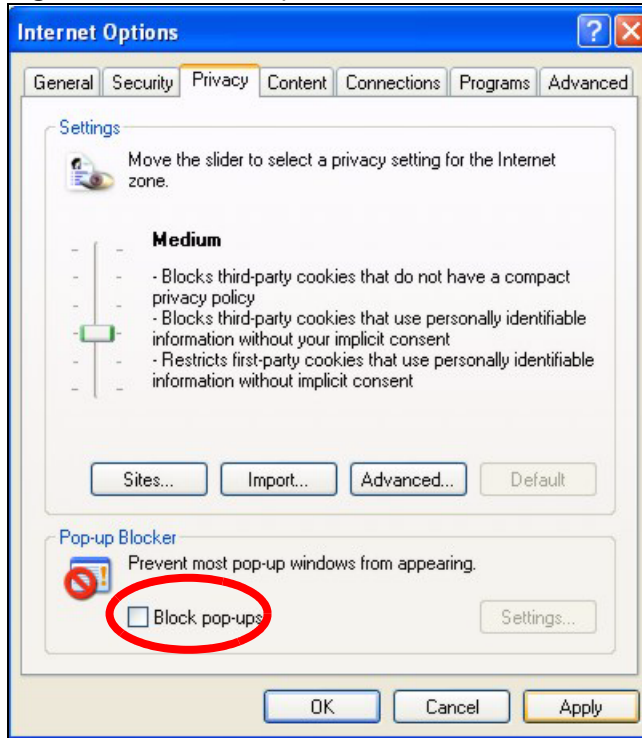 Internet Options
General Security Privacy Content Connections Programs Advanced
Settings
Move the slider to select a privacy setting for the Internet
zone.
Medium
- Blocks third-party cookies that do not have a compact
privacy policy
- Blocks third-party cookies that use personally identifiable
information without your implicit consent
- Restricts first-party cookies that use personally identifiable
information without implicit consent
Sites... Import... Advanced... Default
Pop-up Blocker
Prevent most pop-up windows from appearing.
Block pop-ups Settings...
OK Cancel Apply